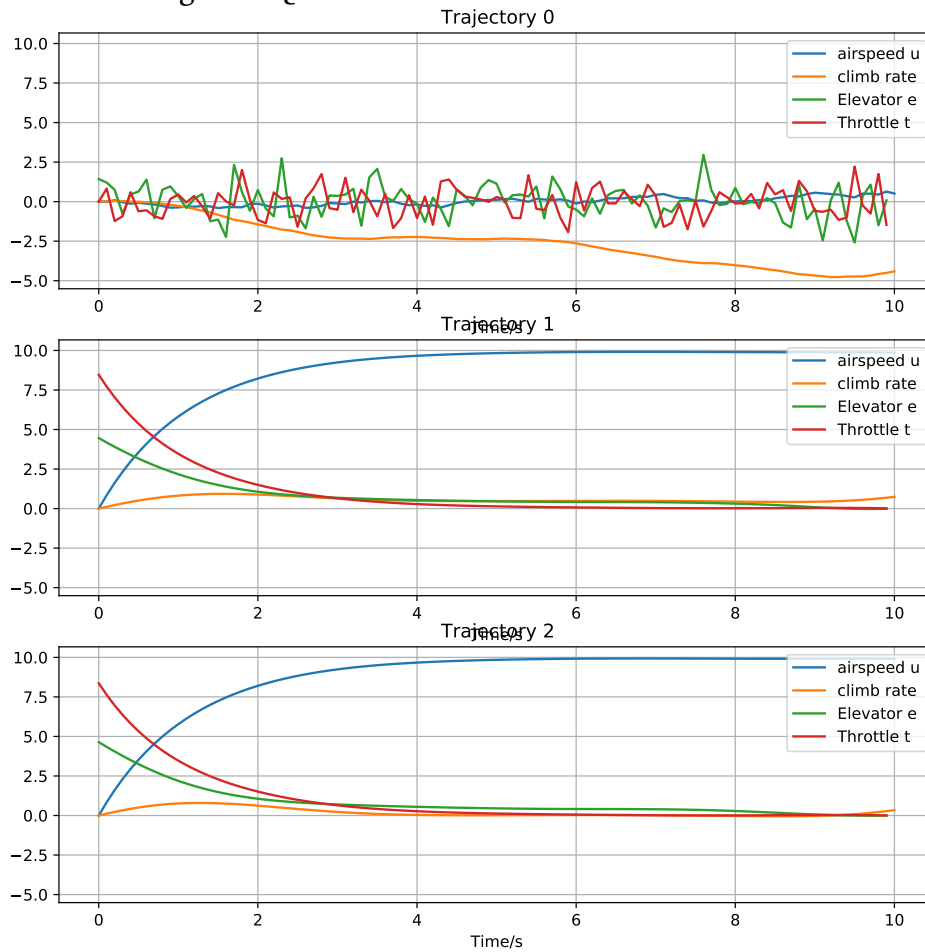 Trajectory 0
10.0
7.5
5.0
2.5
0.0
−2.5
−5.0
airspeed u
climb rate
Elevator e
Throttle t
0 2 4 6 8 10
Time/s
Trajectory 1
10.0
7.5
5.0
2.5
0.0
−2.5
−5.0
airspeed u
climb rate
Elevator e
Throttle t
0 2 4 6 8 10
Time/s
Trajectory 2
10.0
7.5
5.0
2.5
0.0
−2.5
−5.0
airspeed u
climb rate
Elevator e
Throttle t
0 2 4 6 8 10
Time/s